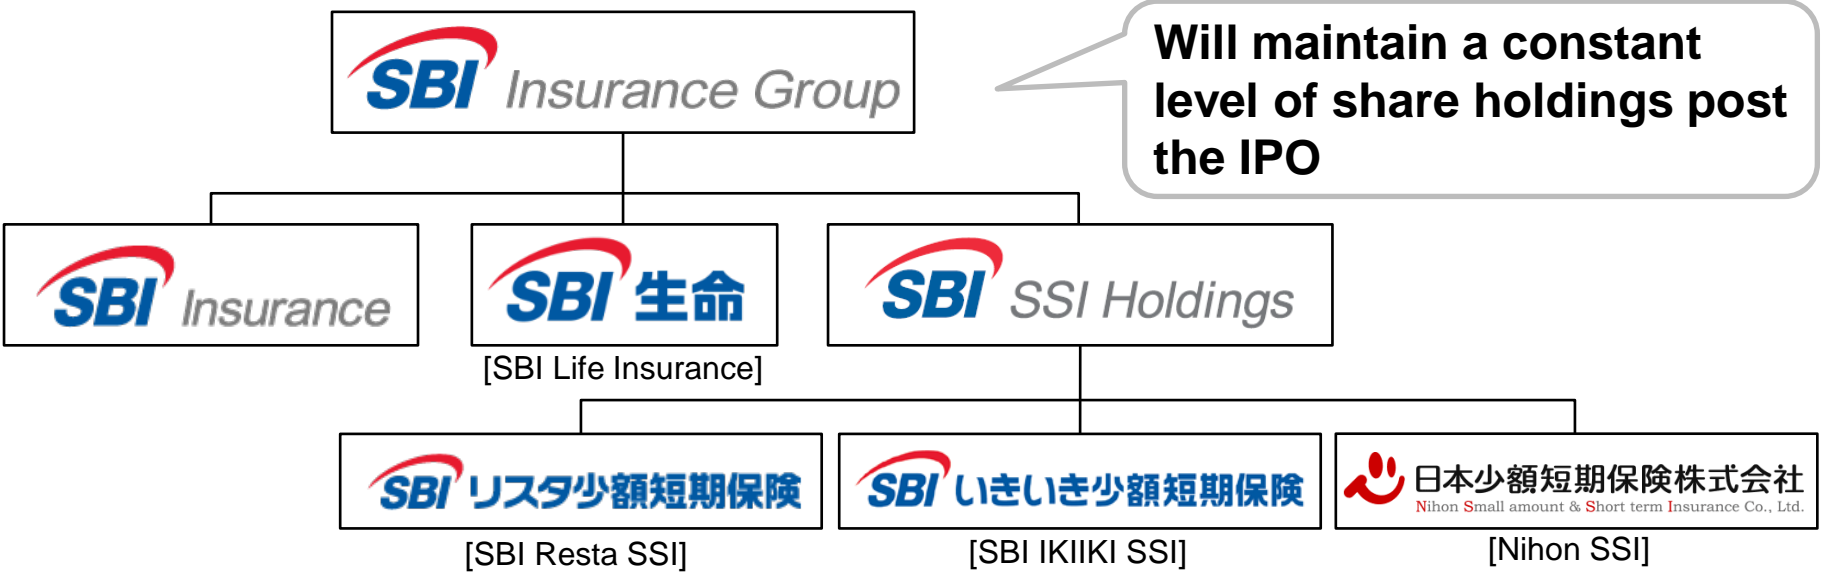 SBI Insurance Group
Will maintain a constant
level of share holdings post
the IPO
SBI Insurance
SBI 生命
SBI SSI Holdings
[SBI Life Insurance]
SBI リスタ少額短期保険
SBI いきいき少額短期保険
日本少額短期保険株式会社
Nihon Small amount & Short term Insurance Co., Ltd.
[SBI Resta SSI]
[SBI IKIIKI SSI]
[Nihon SSI]